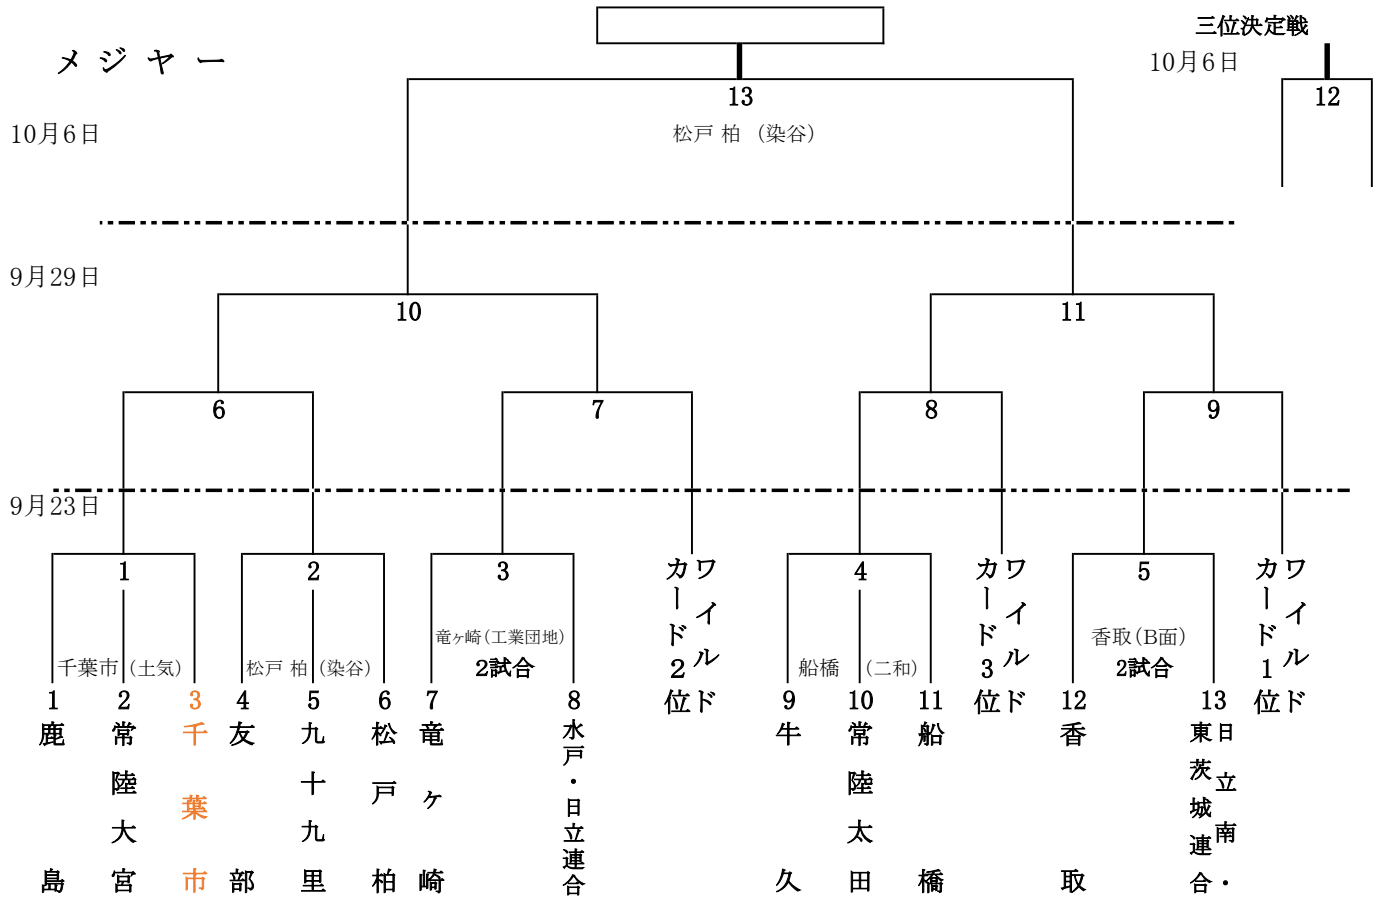 三位決定戦
メジャー
10月6日
13
12
10月6日
松戸 柏 （染谷）
9月29日
10
11
6
7
8
9
9月23日
1
2
3
4
5
ワイルド
カード2位
ワイルド
カード3位
ワイルド
カード1位
千葉市（土気）
松戸 柏（染谷）
竜ヶ崎（工業団地）
2試合
船橋 （二和）
香取（B面）
2試合
1
鹿島
2
常陸大宮
3
千葉市
4
友部
5
九十九里
6
松戸柏
7
竜ヶ崎
8
水戸・日立連合
9
牛久
10
常陸太田
11
船橋
12
香取
13
日立南・
東茨城連合